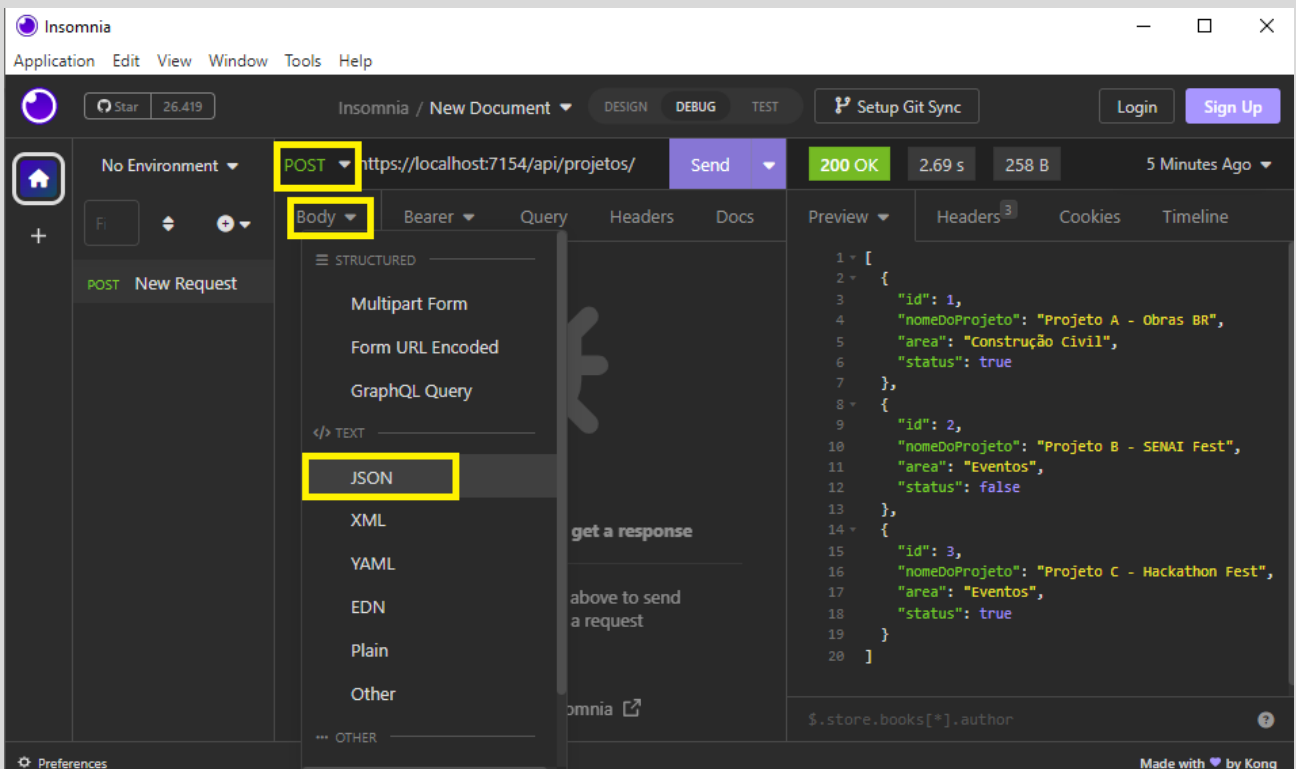 Insomnia
Application Edit View Window Tools Help
Star 26.419
Insomnia / New Document
DESIGN DEBUG TEST
Setup Git Sync
Login
Sign Up
No Environment
POST
https://localhost:7154/api/projetos/
Send
200 OK
2.69 s
258 B
5 Minutes Ago
Fi
Body
Bearer
Query
Headers
Docs
Preview
Headers 3
Cookies
Timeline
POST New Request
STRUCTURED
Multipart Form
Form URL Encoded
GraphQL Query
</> TEXT
JSON
XML
YAML
EDN
Plain
Other
OTHER
get a response
above to send
a request
omnia
1 [
2 {
3 "id": 1,
4 "nomeDoProjeto": "Projeto A - Obras BR",
5 "area": "Construção Civil",
6 "status": true
7 },
8 {
9 "id": 2,
10 "nomeDoProjeto": "Projeto B - SENAI Fest",
11 "area": "Eventos",
12 "status": false
13 },
14 {
15 "id": 3,
16 "nomeDoProjeto": "Projeto C - Hackathon Fest",
17 "area": "Eventos",
18 "status": true
19 }
20 ]
$.store.books[*].author
Preferences
Made with ♥ by Kong